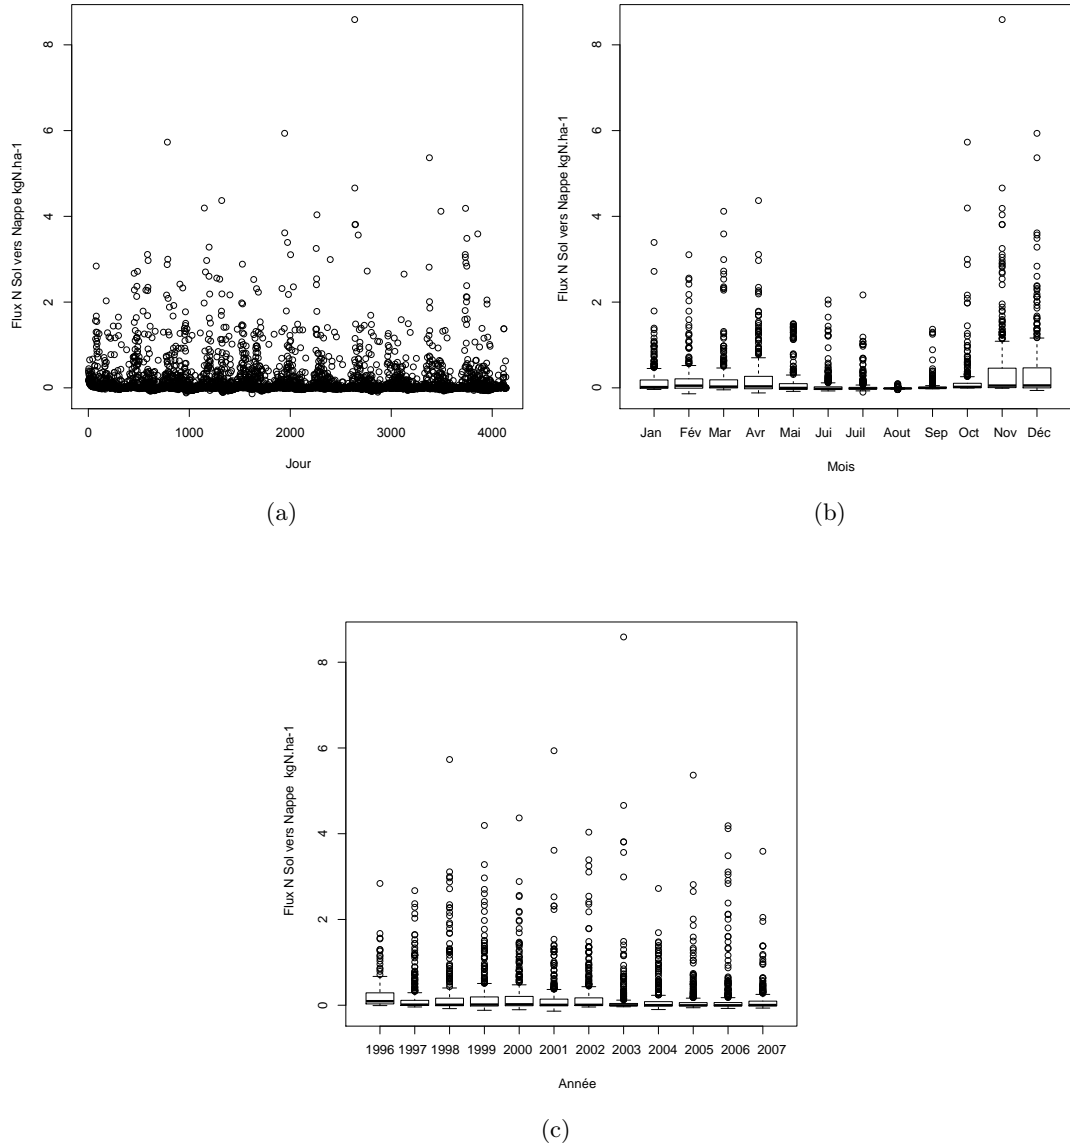 0 2 4 6 8
Flux N Sol vers Nappe kgN.ha-1
0 1000 2000 3000 4000
Jour
(a)
0 2 4 6 8
Flux N Sol vers Nappe kgN.ha-1
Jan Fév Mar Avr Mai Jui Juil Aout Sep Oct Nov Déc
Mois
(b)
0 2 4 6 8
Flux N Sol vers Nappe kgN.ha-1
1996 1997 1998 1999 2000 2001 2002 2003 2004 2005 2006 2007
Année
(c)